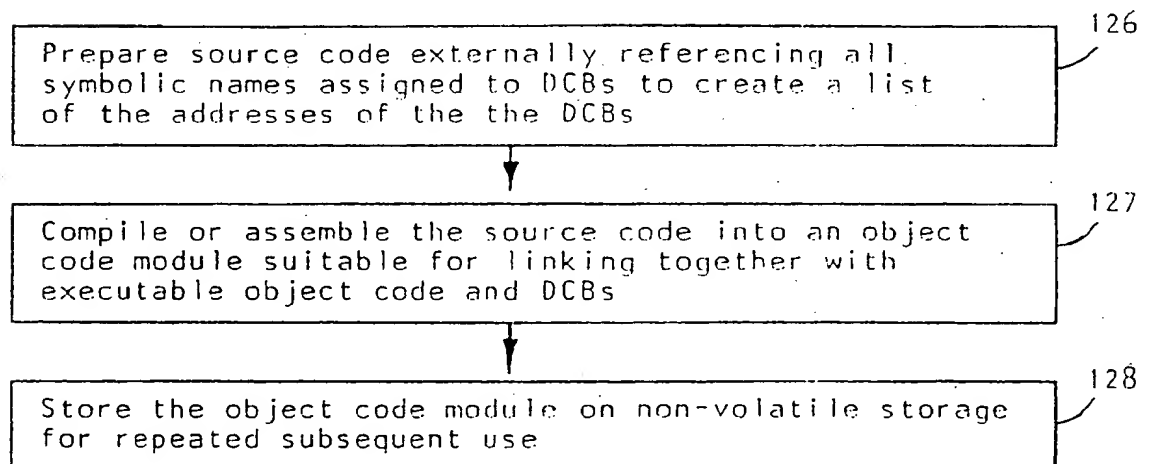 126
Prepare source code externally referencing all
symbolic names assigned to DCBs to create a list
of the addresses of the the DCBs
127
Compile or assemble the source code into an object
code module suitable for linking together with
executable object code and DCBs
128
Store the object code module on non-volatile storage
for repeated subsequent use